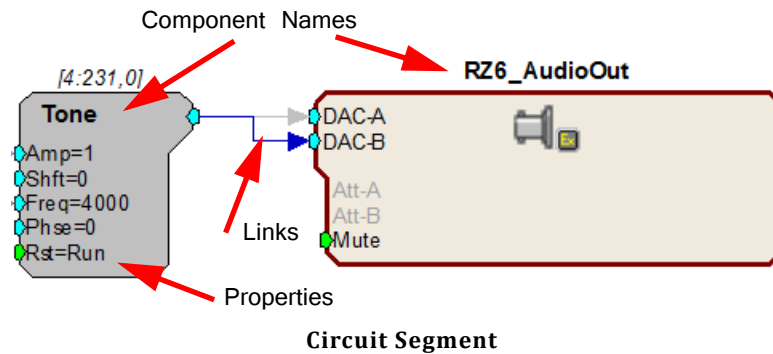 Component Names
[4:231,0]
RZ6_AudioOut
Tone
Amp=1
Shft=0
Freq=4000
Phse=0
Rst=Run
DAC-A
DAC-B
Att-A
Att-B
Mute
Links
Properties
Circuit Segment